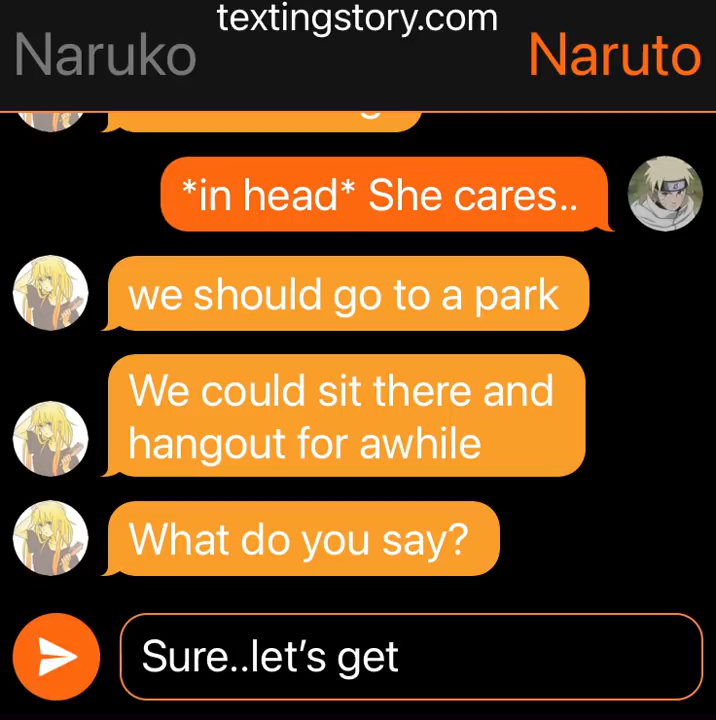 textingstory.com
Naruko
Naruto
*in head* She cares..
we should go to a park
We could sit there and
hangout for awhile
What do you say?
Sure..let's get